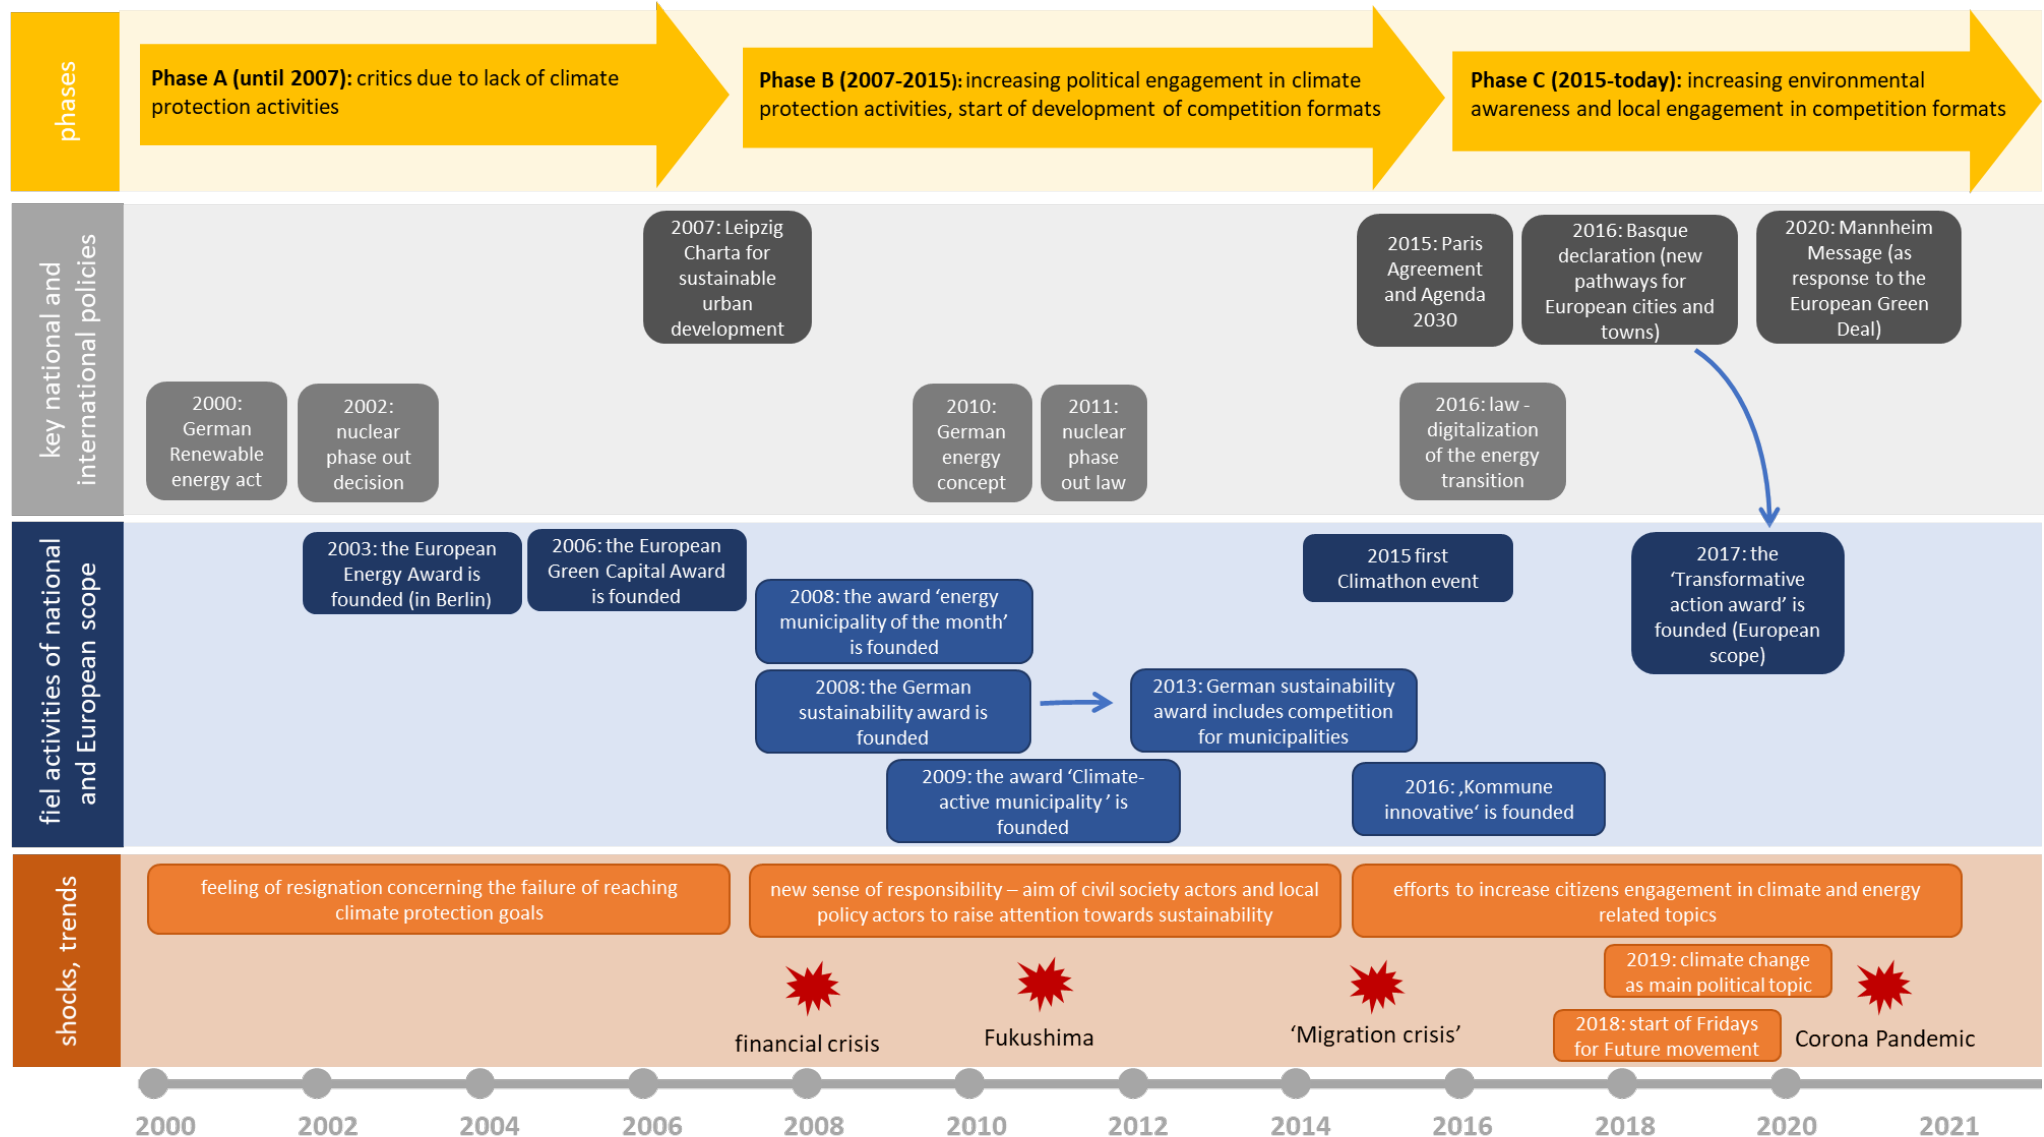 phases
Phase A (until 2007): critics due to lack of climate
protection activities
Phase B (2007-2015): increasing political engagement in climate
protection activities, start of development of competition formats
Phase C (2015-today): increasing environmental
awareness and local engagement in competition formats
key national and
international policies
2007: Leipzig
Charta for
sustainable
urban
development
2015: Paris
Agreement
and Agenda
2030
2016: Basque
declaration (new
pathways for
European cities and
towns)
2020: Mannheim
Message (as
response to the
European Green
Deal)
2000:
German
Renewable
energy act
2002:
nuclear
phase out
decision
2010:
German
energy
concept
2011:
nuclear
phase
out law
2016: law -
digitalization
of the energy
transition
fiel activities of national
and European scope
2003: the European
Energy Award is
founded (in Berlin)
2006: the European
Green Capital Award
is founded
2015 first
Climathon event
2017: the
‘Transformative
action award’ is
founded (European
scope)
2008: the award ‘energy
municipality of the month’
is founded
2008: the German
sustainability award is
founded
2013: German sustainability
award includes competition
for municipalities
2009: the award ‘Climate-
active municipality ’ is
founded
2016: ‚Kommune
innovative‘ is founded
shocks, trends
feeling of resignation concerning the failure of reaching
climate protection goals
new sense of responsibility – aim of civil society actors and local
policy actors to raise attention towards sustainability
efforts to increase citizens engagement in climate and energy
related topics
2019: climate change
as main political topic
2018: start of Fridays
for Future movement
financial crisis
Fukushima
‘Migration crisis’
Corona Pandemic
2000
2002
2004
2006
2008
2010
2012
2014
2016
2018
2020
2021